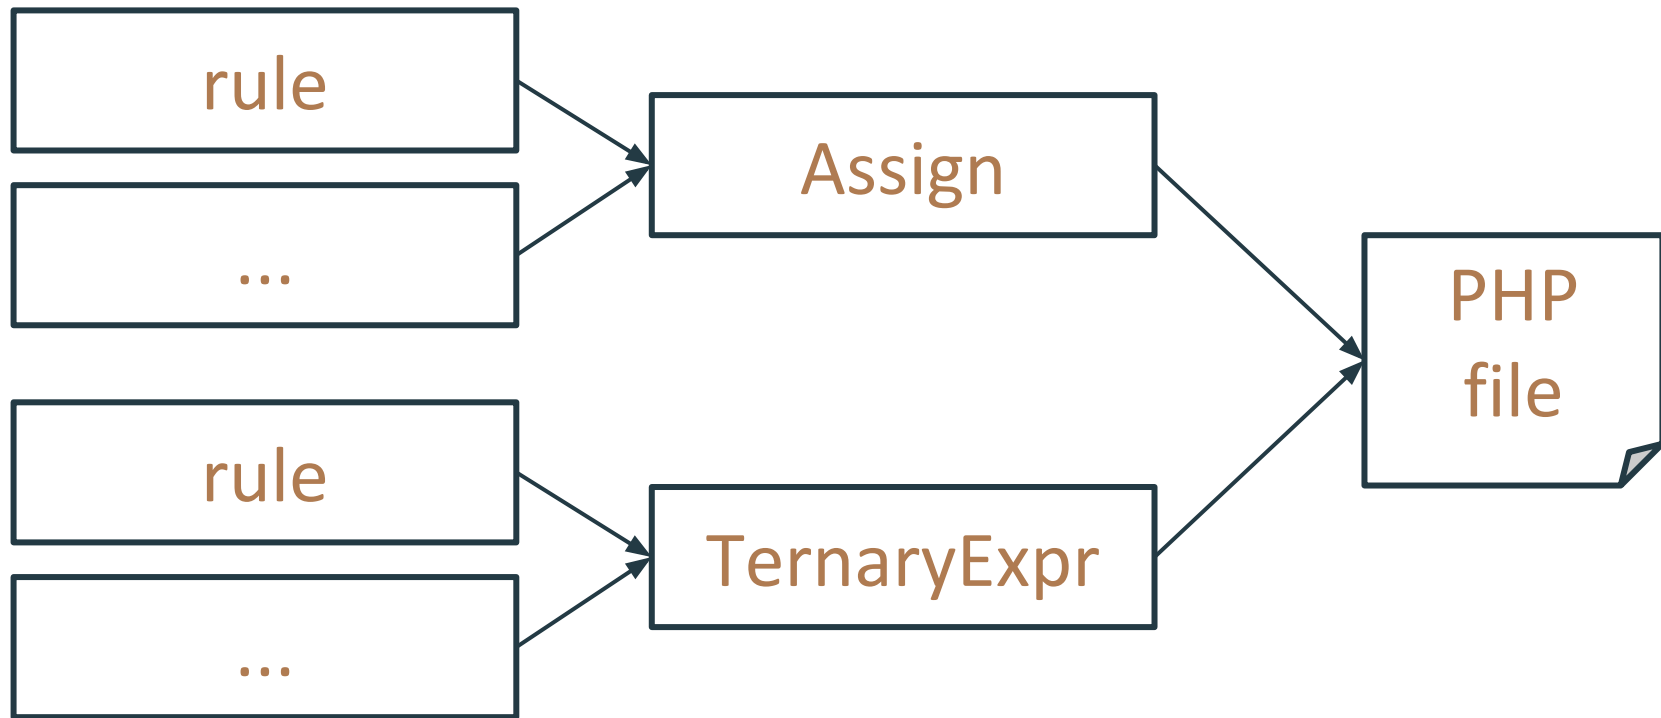 rule
...
Assign
rule
...
TernaryExpr
PHP
file